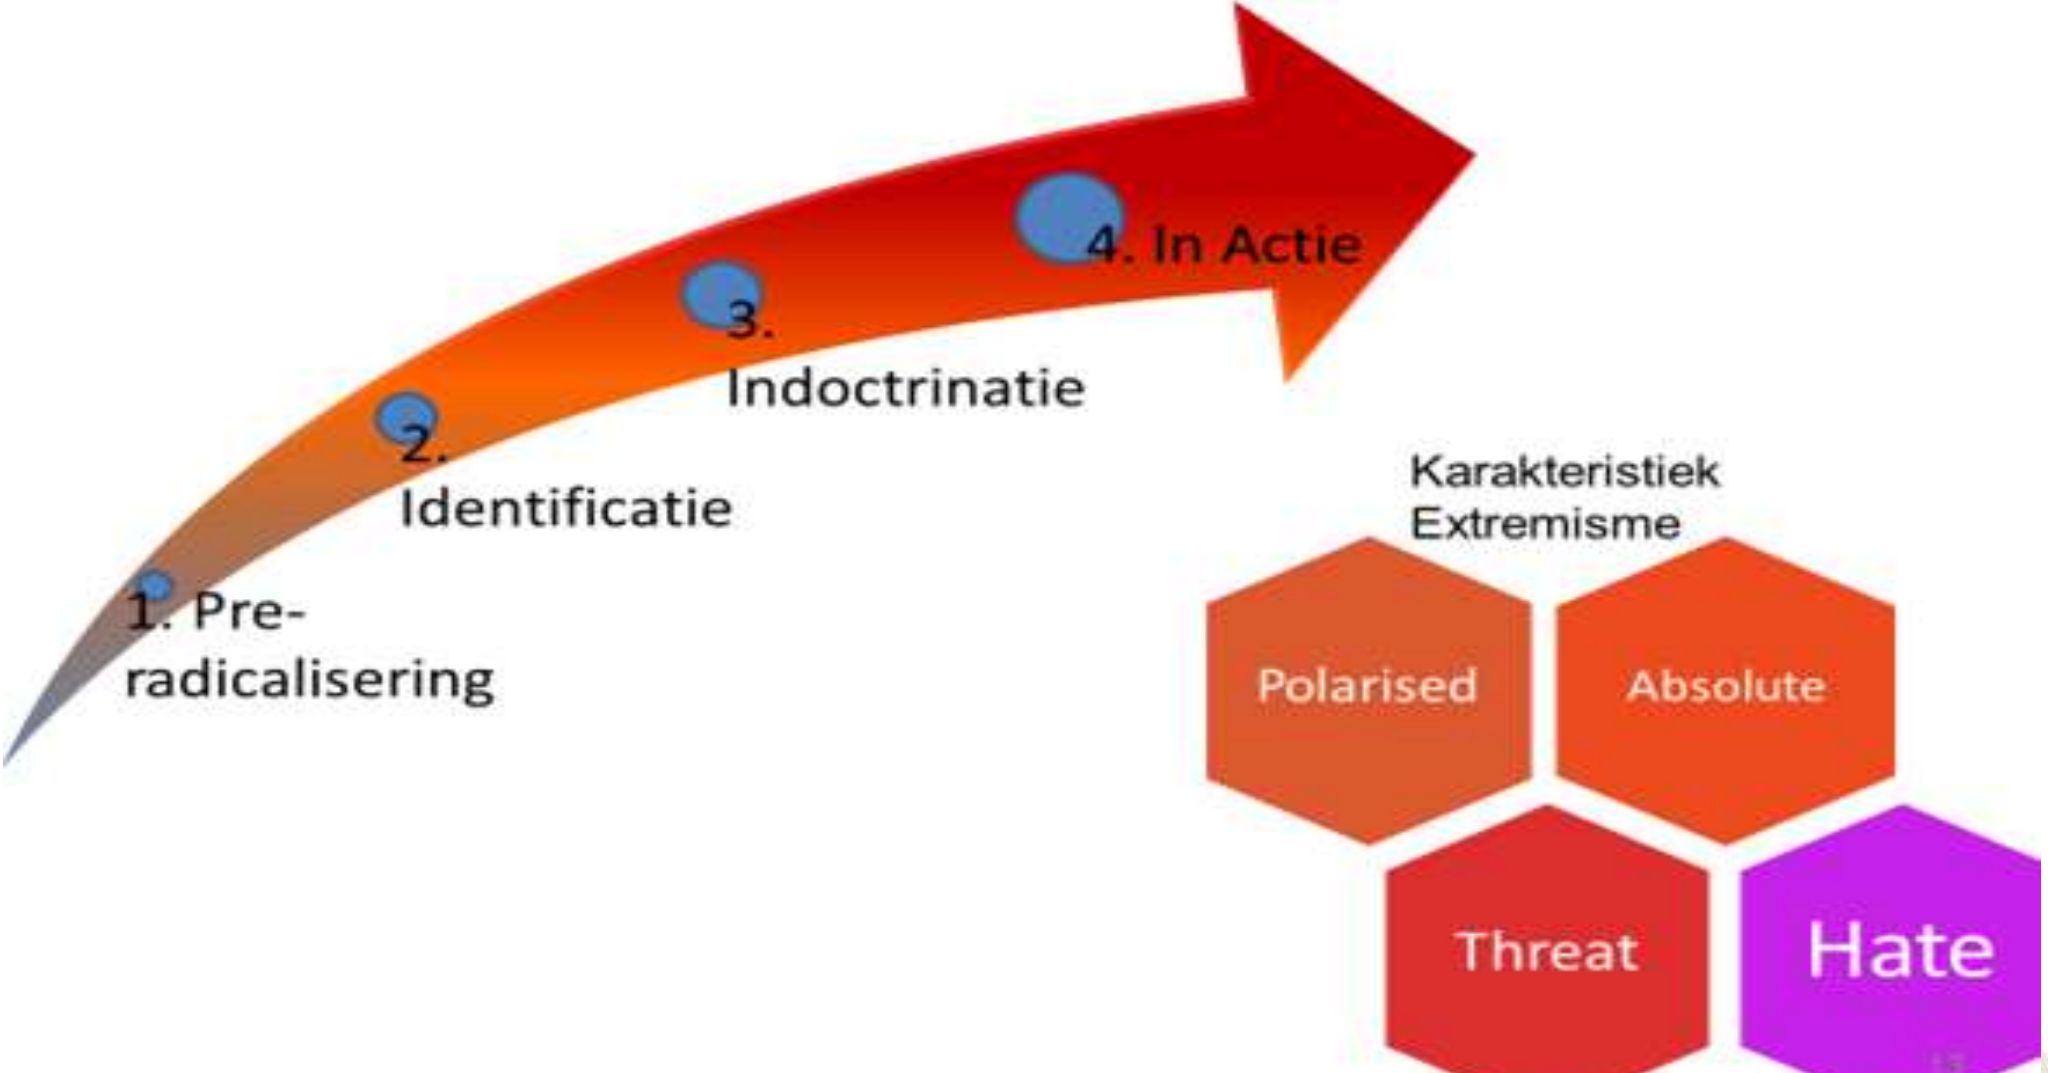 1. Pre-
radicalisering
2.
Identificatie
3.
Indoctrinatie
4. In Actie
Karakteristiek
Extremisme
Polarised
Absolute
Threat
Hate